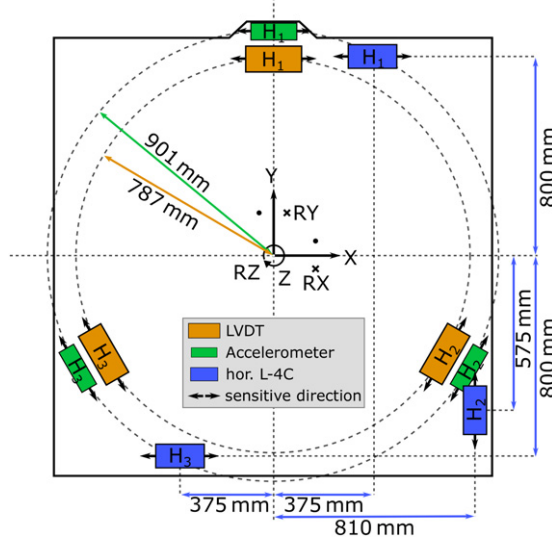 H₁
H₁
H₁
901 mm
787 mm
800 mm
Y
RY
X
RZ
Z
RX
575 mm
800 mm
LVDT
Accelerometer
hor. L-4C
sensitive direction
H₃
H₃
H₂
H₂
H₂
H₃
375 mm
375 mm
810 mm